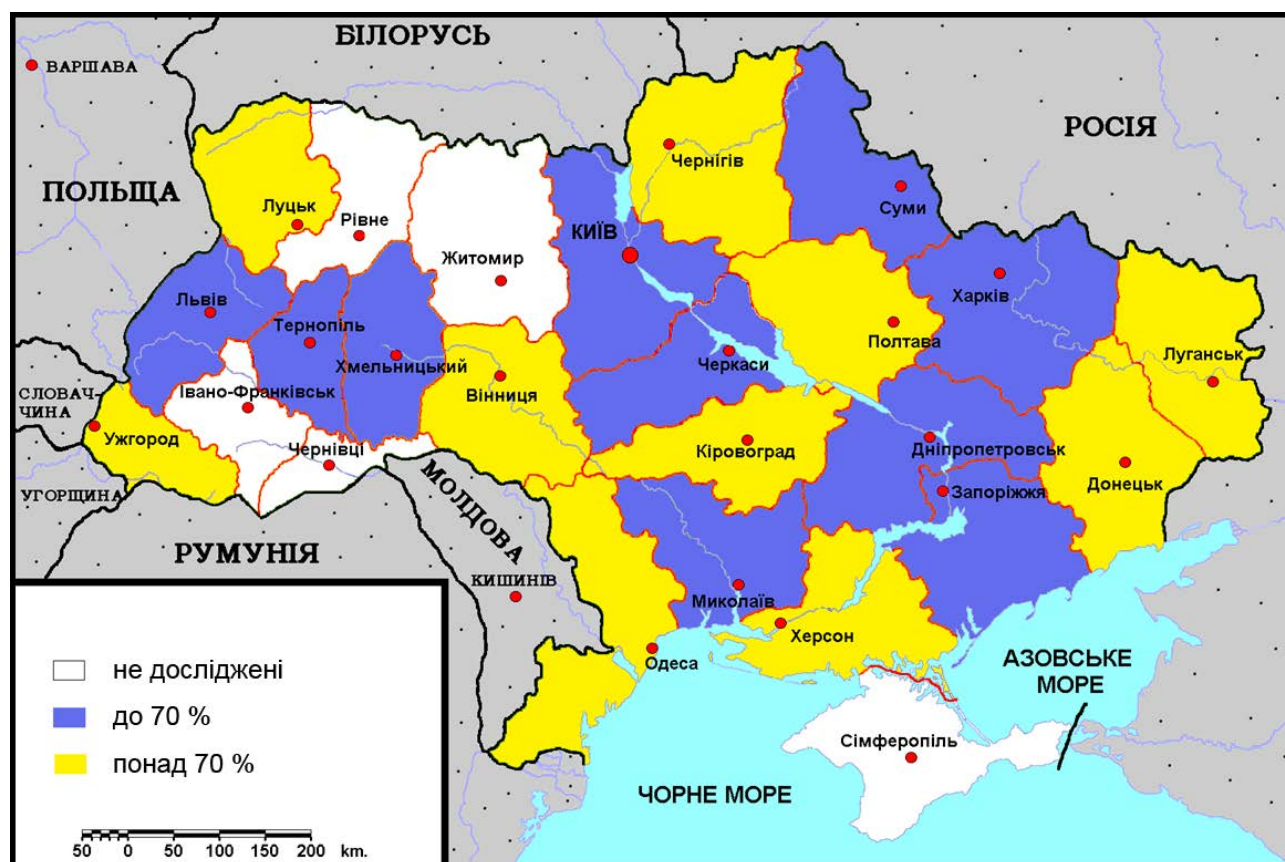 БІЛОРУСЬ
ВАРШАВА
РОСІЯ
Чернігів
ПОЛЬЩА
Суми
Луцьк
Рівне
КИЇВ
Житомир
Харків
Львів
Тернопіль
Полтава
Луганськ
Хмельницький
Черкаси
СЛОВАЧ-
ЧИНА
Івано-Франківськ
Вінниця
Ужгород
Чернівці
Кіровоград
Дніпропетровськ
УГОРЩИНА
МОЛДОВА
Запоріжжя
Донецьк
РУМУНІЯ
КИШИНІВ
Миколаїв
Херсон
Одеса
АЗОВСЬКЕ
МОРЕ
не досліджені
до 70 %
понад 70 %
Сімферопіль
ЧОРНЕ МОРЕ
50 0 50 100 150 200 km.